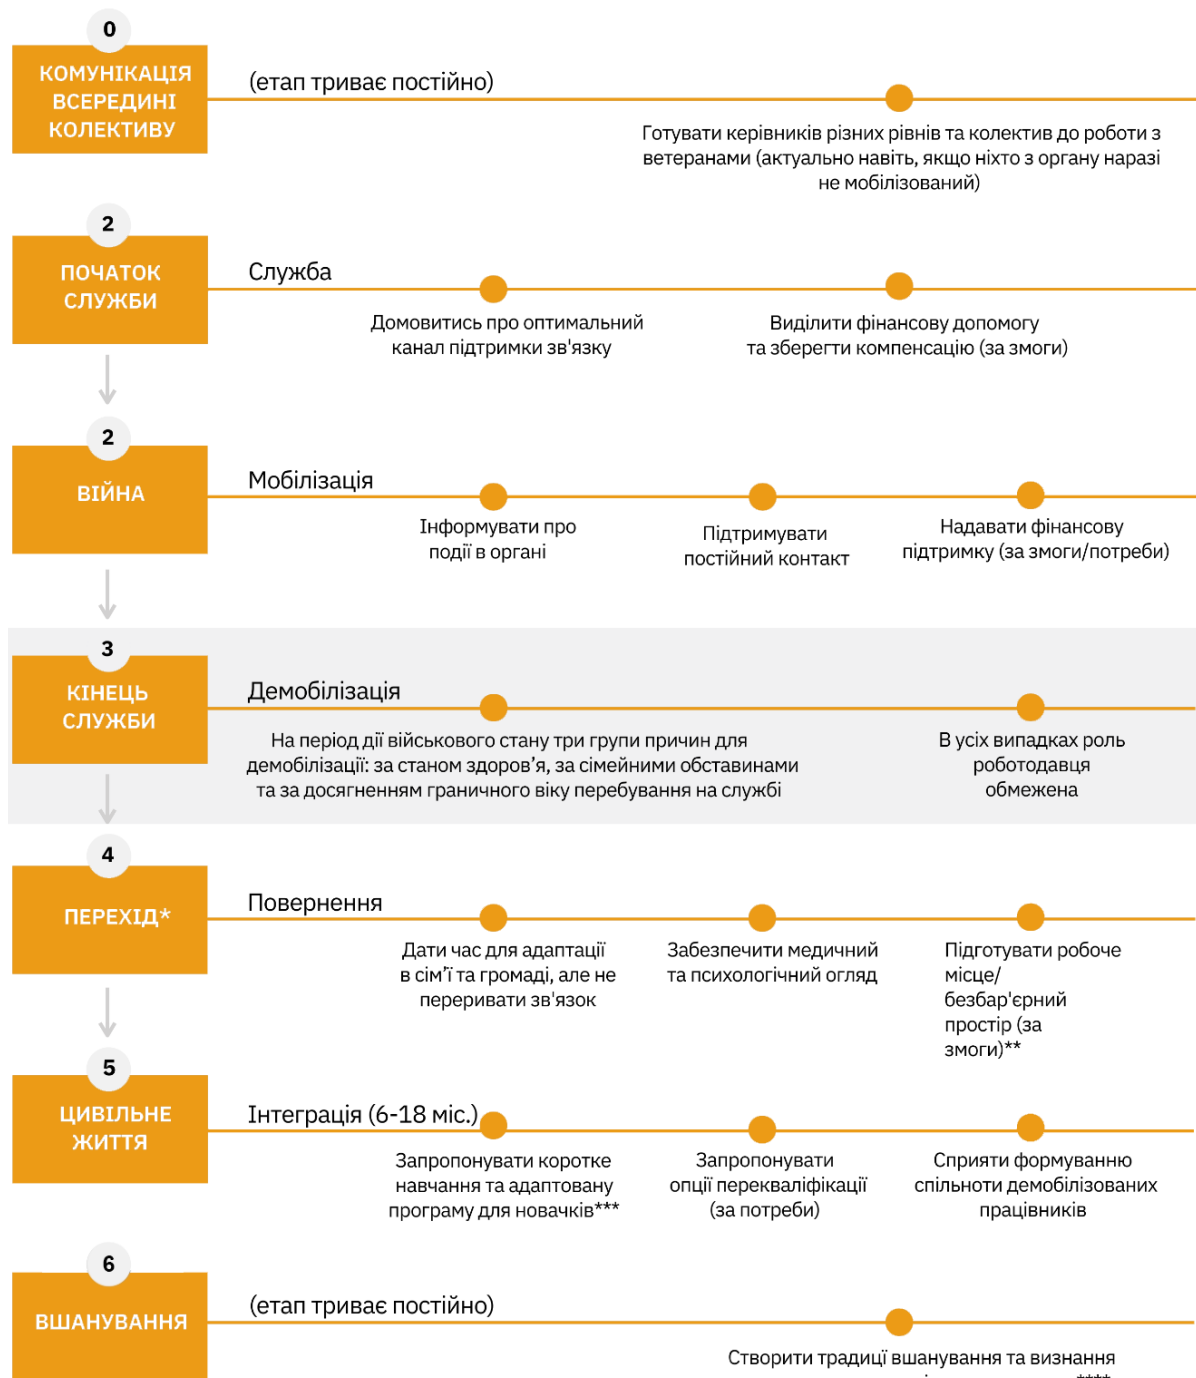 0
КОМУНІКАЦІЯ
ВСЕРЕДИНІ
КОЛЕКТИВУ
(етап триває постійно)
Готувати керівників різних рівнів та колектив до роботи з
ветеранами (актуально навіть, якщо ніхто з органу наразі
не мобілізований)
2
ПОЧАТОК
СЛУЖБИ
Служба
Домовитись про оптимальний
канал підтримки зв'язку
Виділити фінансову допомогу
та зберегти компенсацію (за змоги)
2
ВІЙНА
Мобілізація
Інформувати про
події в органі
Підтримувати
постійний контакт
Надавати фінансову
підтримку (за змоги/потреби)
3
КІНЕЦЬ
СЛУЖБИ
Демобілізація
На період дії військового стану три групи причин для
демобілізації: за станом здоров’я, за сімейними обставинами
та за досягненням граничного віку перебування на службі
В усіх випадках роль
роботодавця
обмежена
4
ПЕРЕХІД*
Повернення
Дати час для адаптації
в сім’ї та громаді, але не
переривати зв'язок
Забезпечити медичний
та психологічний огляд
Підготувати робоче
місце/
безбар'єрний
простір (за
змоги)**
5
ЦИВІЛЬНЕ
ЖИТТЯ
Інтеграція (6-18 міс.)
Запропонувати коротке
навчання та адаптовану
програму для новачків***
Запропонувати
опції перекваліфікації
(за потреби)
Сприяти формуванню
спільноти демобілізованих
працівників
6
ВШАНУВАННЯ
(етап триває постійно)
Створити традиції вшанування та визнання